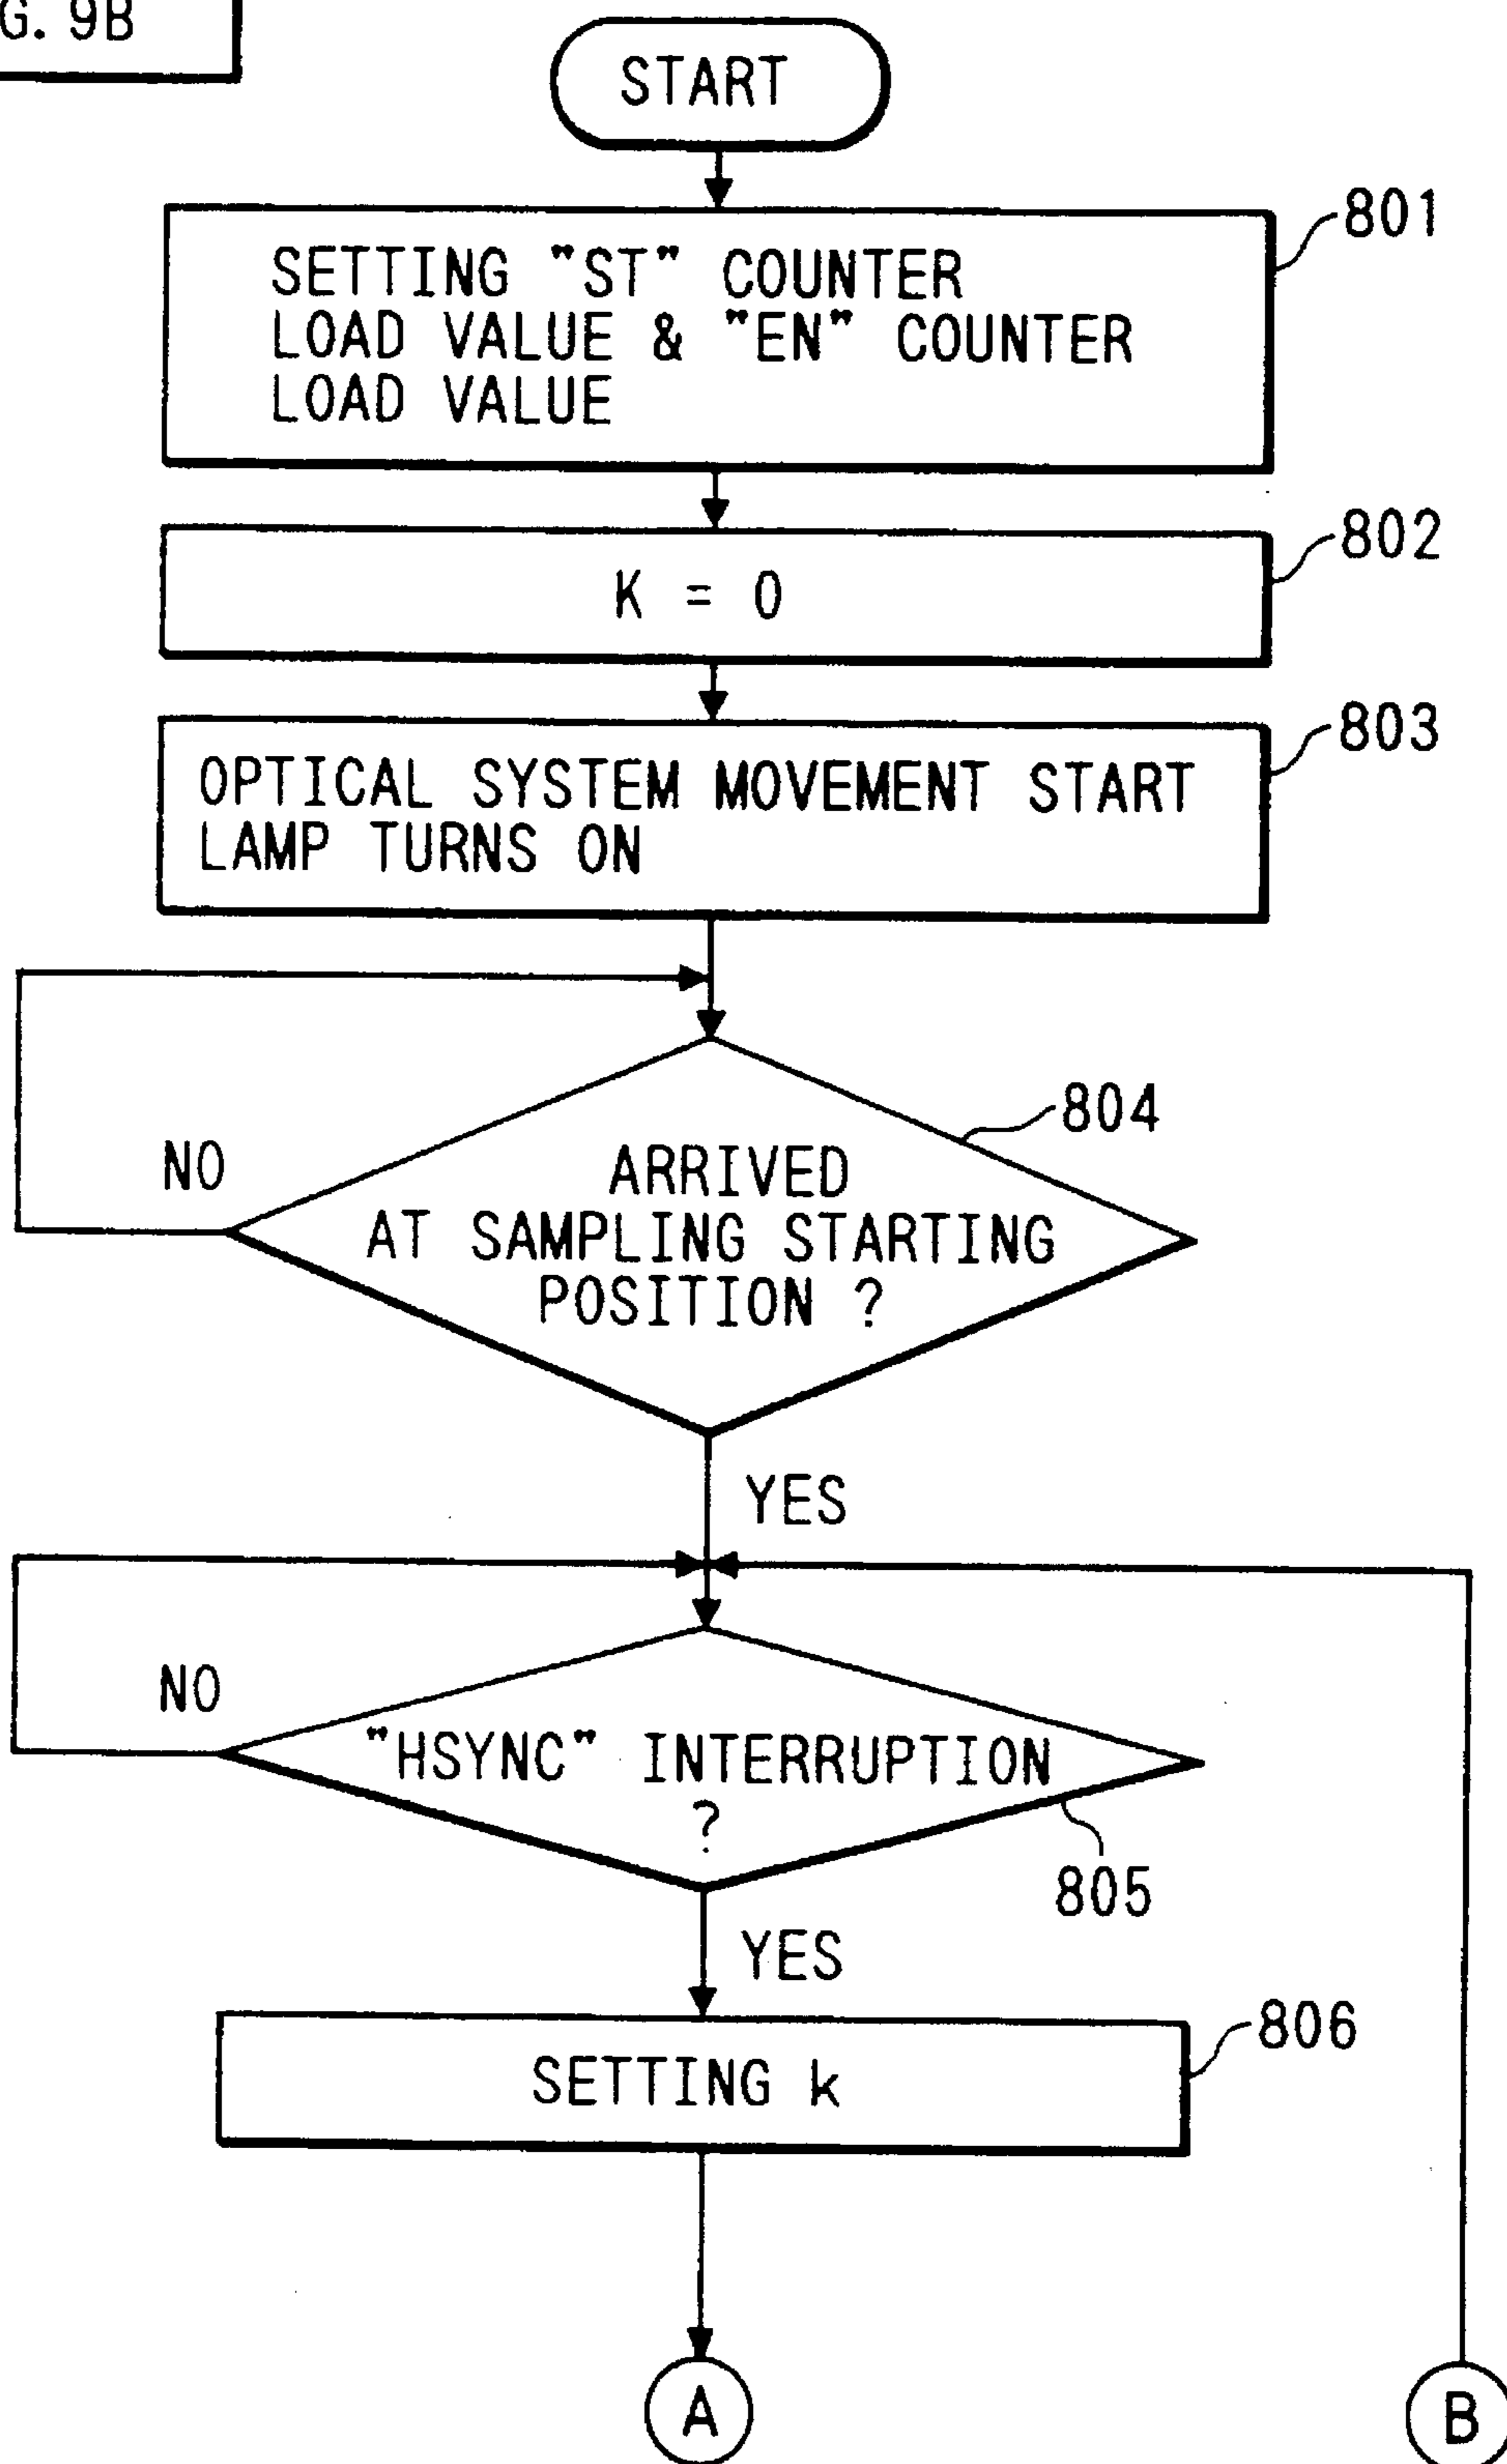 G. 9B
START
801
SETTING "ST" COUNTER
LOAD VALUE & "EN" COUNTER
LOAD VALUE
802
K = 0
803
OPTICAL SYSTEM MOVEMENT START
LAMP TURNS ON
804
NO
ARRIVED
AT SAMPLING STARTING
POSITION ?
YES
NO
"HSYNC" INTERRUPTION
?
805
YES
806
SETTING k
A
B